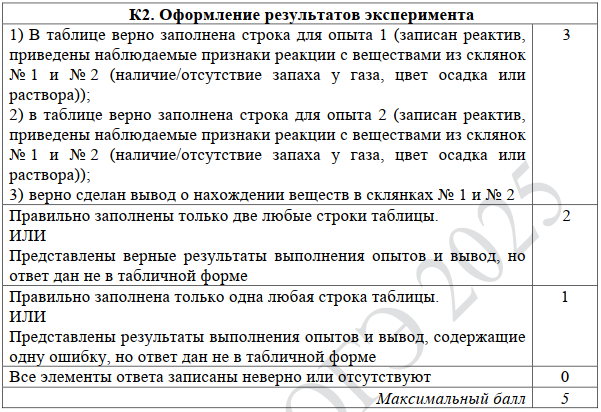 К2. Оформление результатов эксперимента
1) В таблице верно заполнена строка для опыта 1 (записан реактив, 3
приведены наблюдаемые признаки реакции с веществами из склянок
№ 1 и № 2 (наличие/отсутствие запаха у газа, цвет осадка или
раствора));
2) в таблице верно заполнена строка для опыта 2 (записан реактив,
приведены наблюдаемые признаки реакции с веществами из склянок
№ 1 и № 2 (наличие/отсутствие запаха у газа, цвет осадка или
раствора));
3) верно сделан вывод о нахождении веществ в склянках № 1 и № 2
Правильно заполнены только две любые строки таблицы. 2
ИЛИ
Представлены верные результаты выполнения опытов и вывод, но
ответ дан не в табличной форме
Правильно заполнена только одна любая строка таблицы. 1
ИЛИ
Представлены результаты выполнения опытов и вывод, содержащие
одну ошибку, но ответ дан не в табличной форме
Все элементы ответа записаны неверно или отсутствуют 0
Максимальный балл 5
ОГЭ 2025